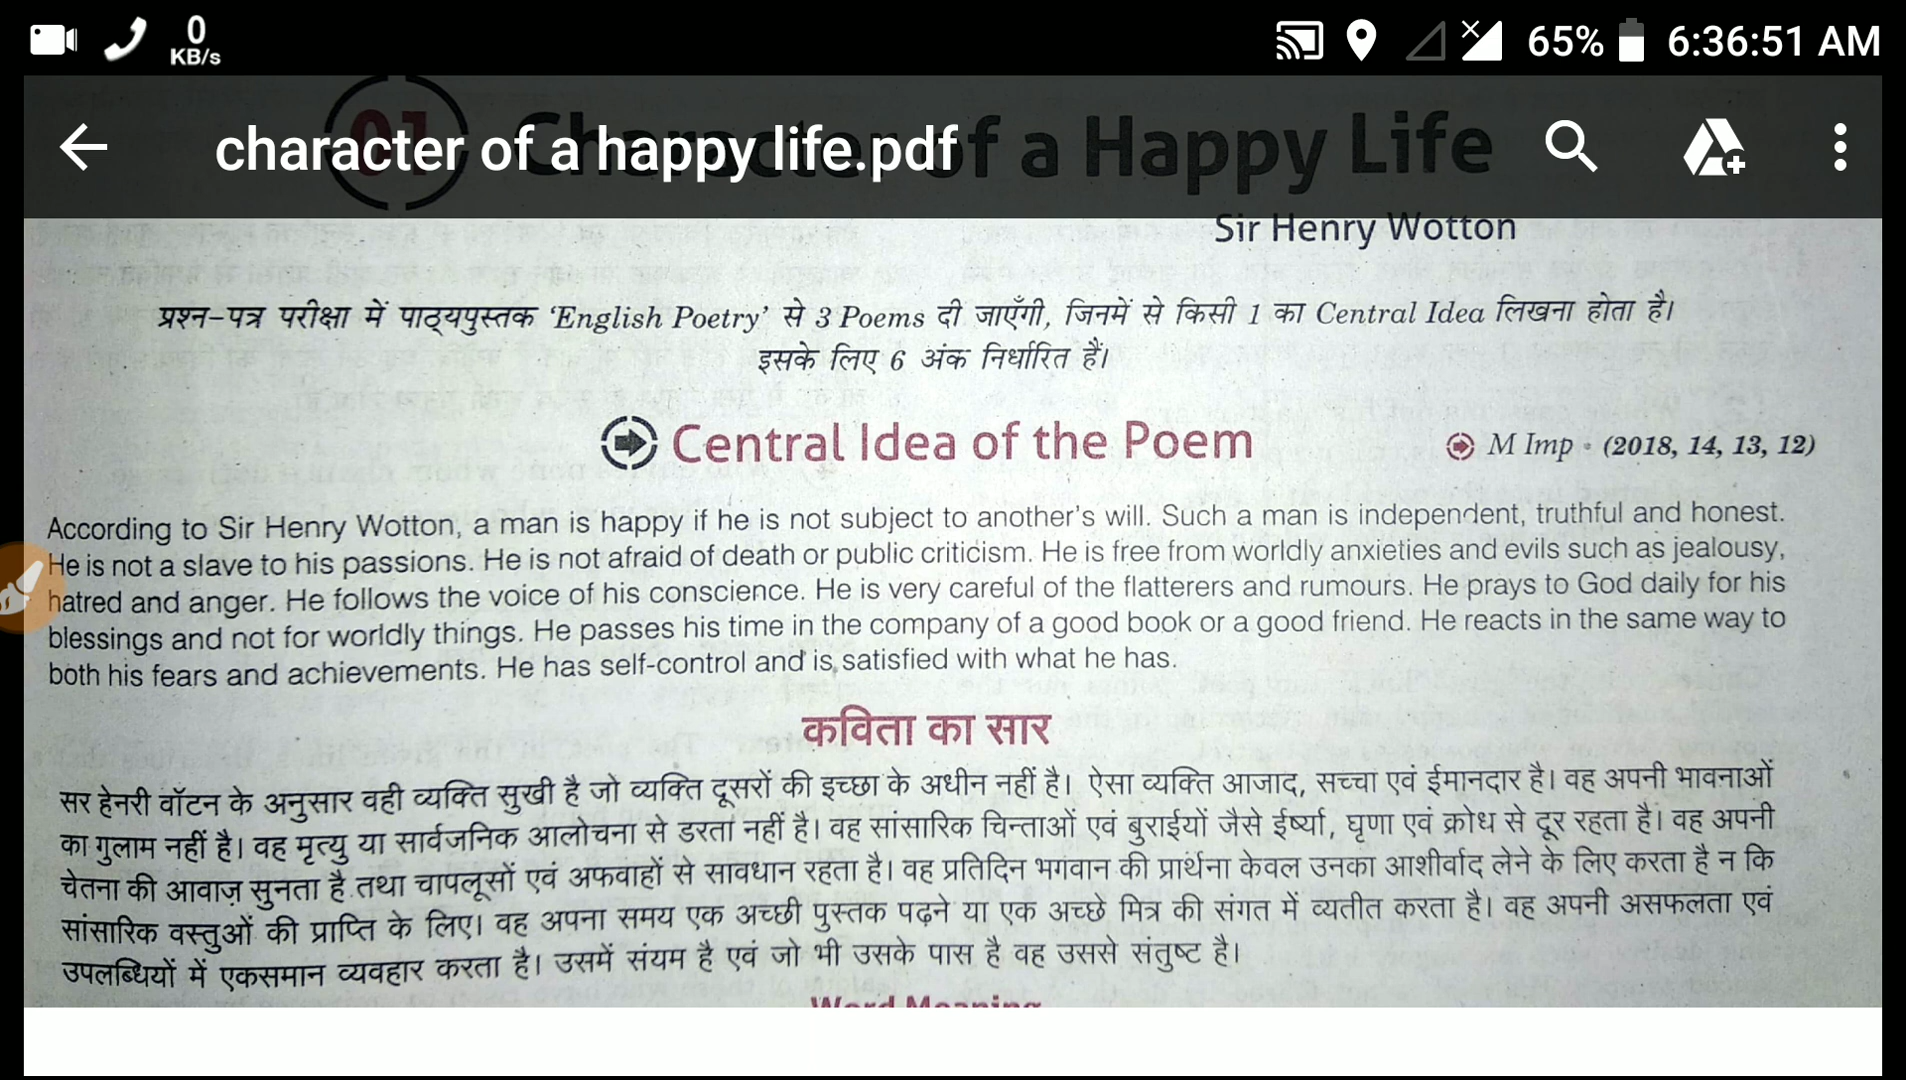 0
KB/s
65% 6:36:51 AM
01 Character of a Happy Life
character of a happy life.pdf
Sir Henry Wotton
प्रश्न-पत्र परीक्षा में पाठ्यपुस्तक ‘English Poetry’ से 3 Poems दी जाएँगी, जिनमें से किसी 1 का Central Idea लिखना होता है।
इसके लिए 6 अंक निर्धारित हैं।
Central Idea of the Poem
M Imp • (2018, 14, 13, 12)
According to Sir Henry Wotton, a man is happy if he is not subject to another's will. Such a man is independent, truthful and honest.
He is not a slave to his passions. He is not afraid of death or public criticism. He is free from worldly anxieties and evils such as jealousy,
hatred and anger. He follows the voice of his conscience. He is very careful of the flatterers and rumours. He prays to God daily for his
blessings and not for worldly things. He passes his time in the company of a good book or a good friend. He reacts in the same way to
both his fears and achievements. He has self-control and is satisfied with what he has.
कविता का सार
सर हेनरी वॉटन के अनुसार वही व्यक्ति सुखी है जो व्यक्ति दूसरों की इच्छा के अधीन नहीं है। ऐसा व्यक्ति आजाद, सच्चा एवं ईमानदार है। वह अपनी भावनाओं
का गुलाम नहीं है। वह मृत्यु या सार्वजनिक आलोचना से डरता नहीं है। वह सांसारिक चिन्ताओं एवं बुराईयों जैसे ईर्ष्या, घृणा एवं क्रोध से दूर रहता है। वह अपनी
चेतना की आवाज़ सुनता है तथा चापलूसों एवं अफवाहों से सावधान रहता है। वह प्रतिदिन भगवान की प्रार्थना केवल उनका आशीर्वाद लेने के लिए करता है न कि
सांसारिक वस्तुओं की प्राप्ति के लिए। वह अपना समय एक अच्छी पुस्तक पढ़ने या एक अच्छे मित्र की संगत में व्यतीत करता है। वह अपनी असफलता एवं
उपलब्धियों में एकसमान व्यवहार करता है। उसमें संयम है एवं जो भी उसके पास है वह उससे संतुष्ट है।
Word Meaning